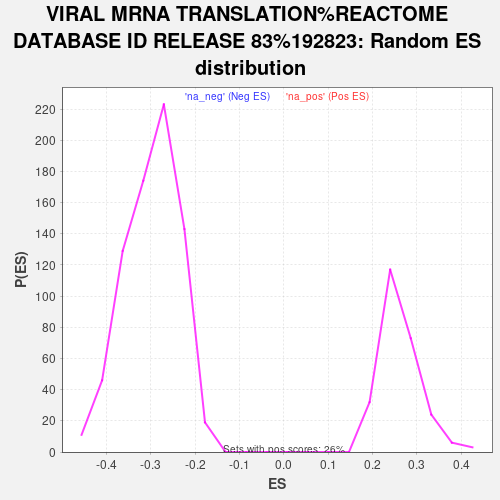 VIRAL MRNA TRANSLATION%REACTOME
DATABASE ID RELEASE 83%192823: Random ES
distribution
'na_neg' (Neg ES) 'na_pos' (Pos ES)
220
200
180
160
140
120
100
80
60
40
20
0
P(ES)
Sets with pos scores: 26%
-0.4 -0.3 -0.2 -0.1 0.0 0.1 0.2 0.3 0.4
ES